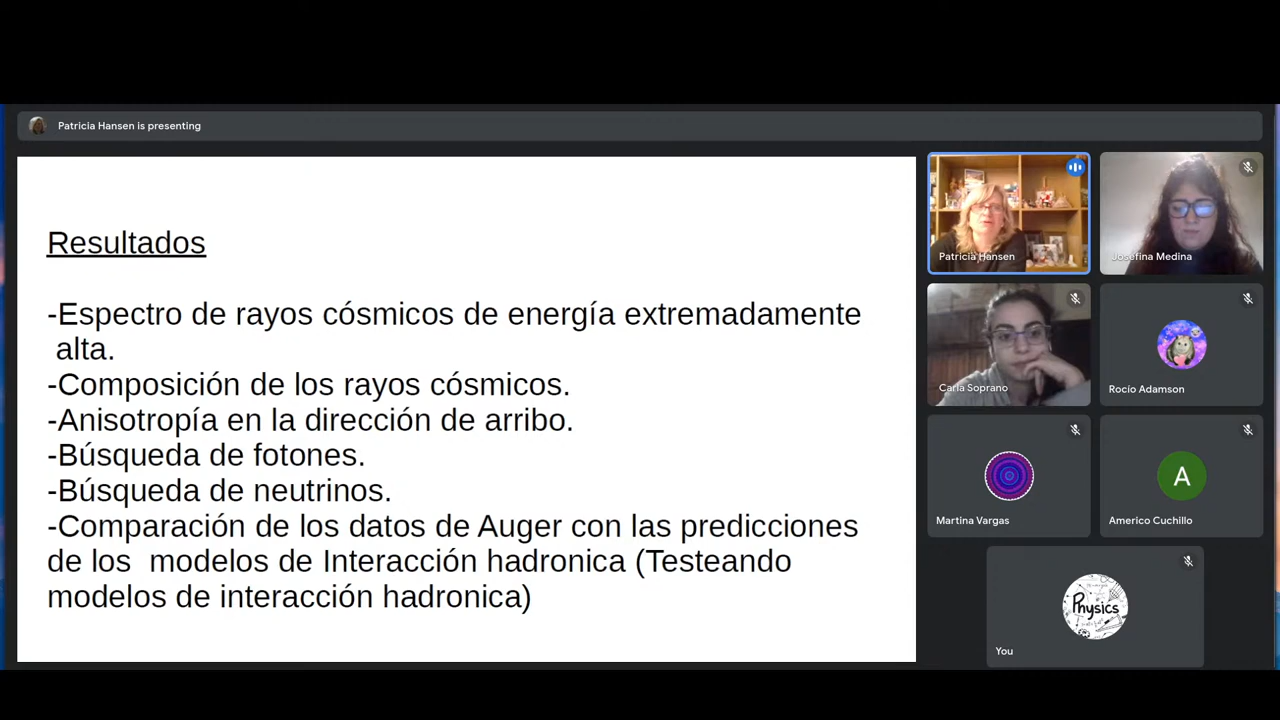 Patricia Hansen is presenting
Resultados
-Espectro de rayos cósmicos de energía extremadamente
alta.
-Composición de los rayos cósmicos.
-Anisotropía en la dirección de arribo.
-Búsqueda de fotones.
-Búsqueda de neutrinos.
-Comparación de los datos de Auger con las predicciones
de los modelos de Interacción hadronica (Testeando
modelos de interacción hadronica)
Patricia Hansen
Josefina Medina
Carla Soprano
Rocío Adamson
Martina Vargas
A
Americo Cuchillo
Physics
You